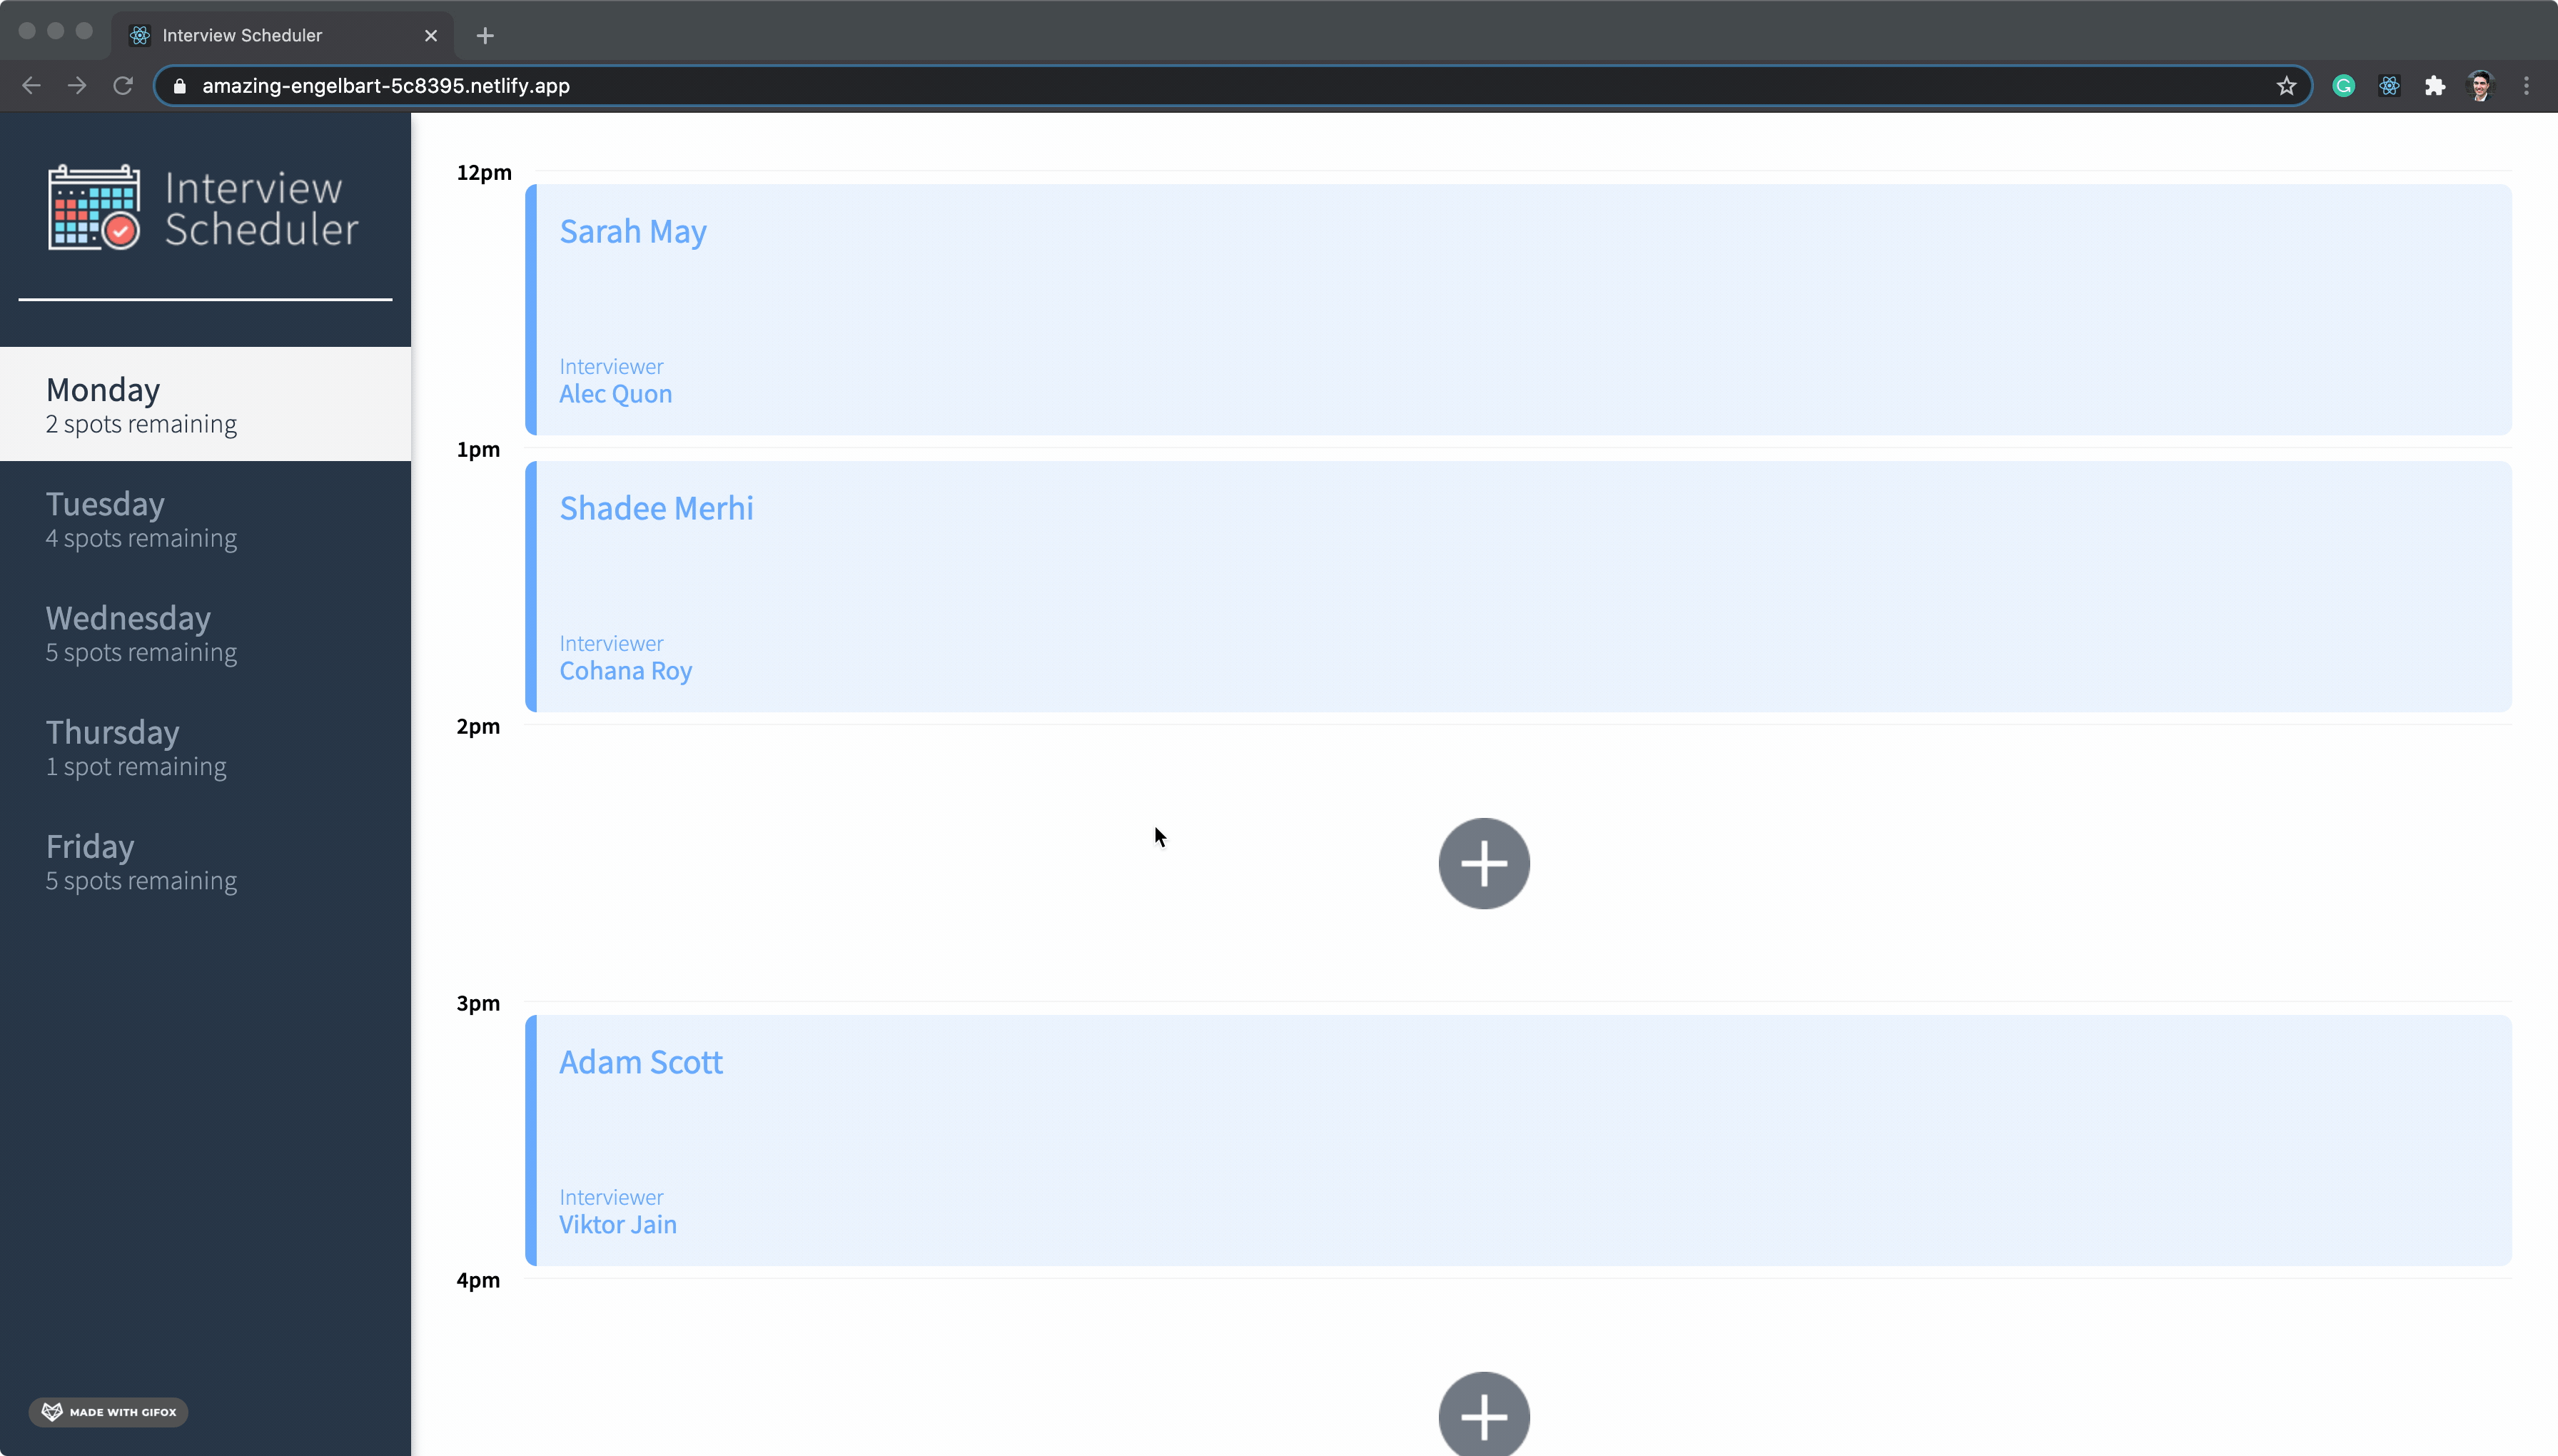 Interview Scheduler
amazing-engelbart-5c8395.netlify.app
Interview
Scheduler
Monday
2 spots remaining
Tuesday
4 spots remaining
Wednesday
5 spots remaining
Thursday
1 spot remaining
Friday
5 spots remaining
MADE WITH GIFOX
12pm
Sarah May
Interviewer
Alec Quon
1pm
Shadee Merhi
Interviewer
Cohana Roy
2pm
3pm
Adam Scott
Interviewer
Viktor Jain
4pm